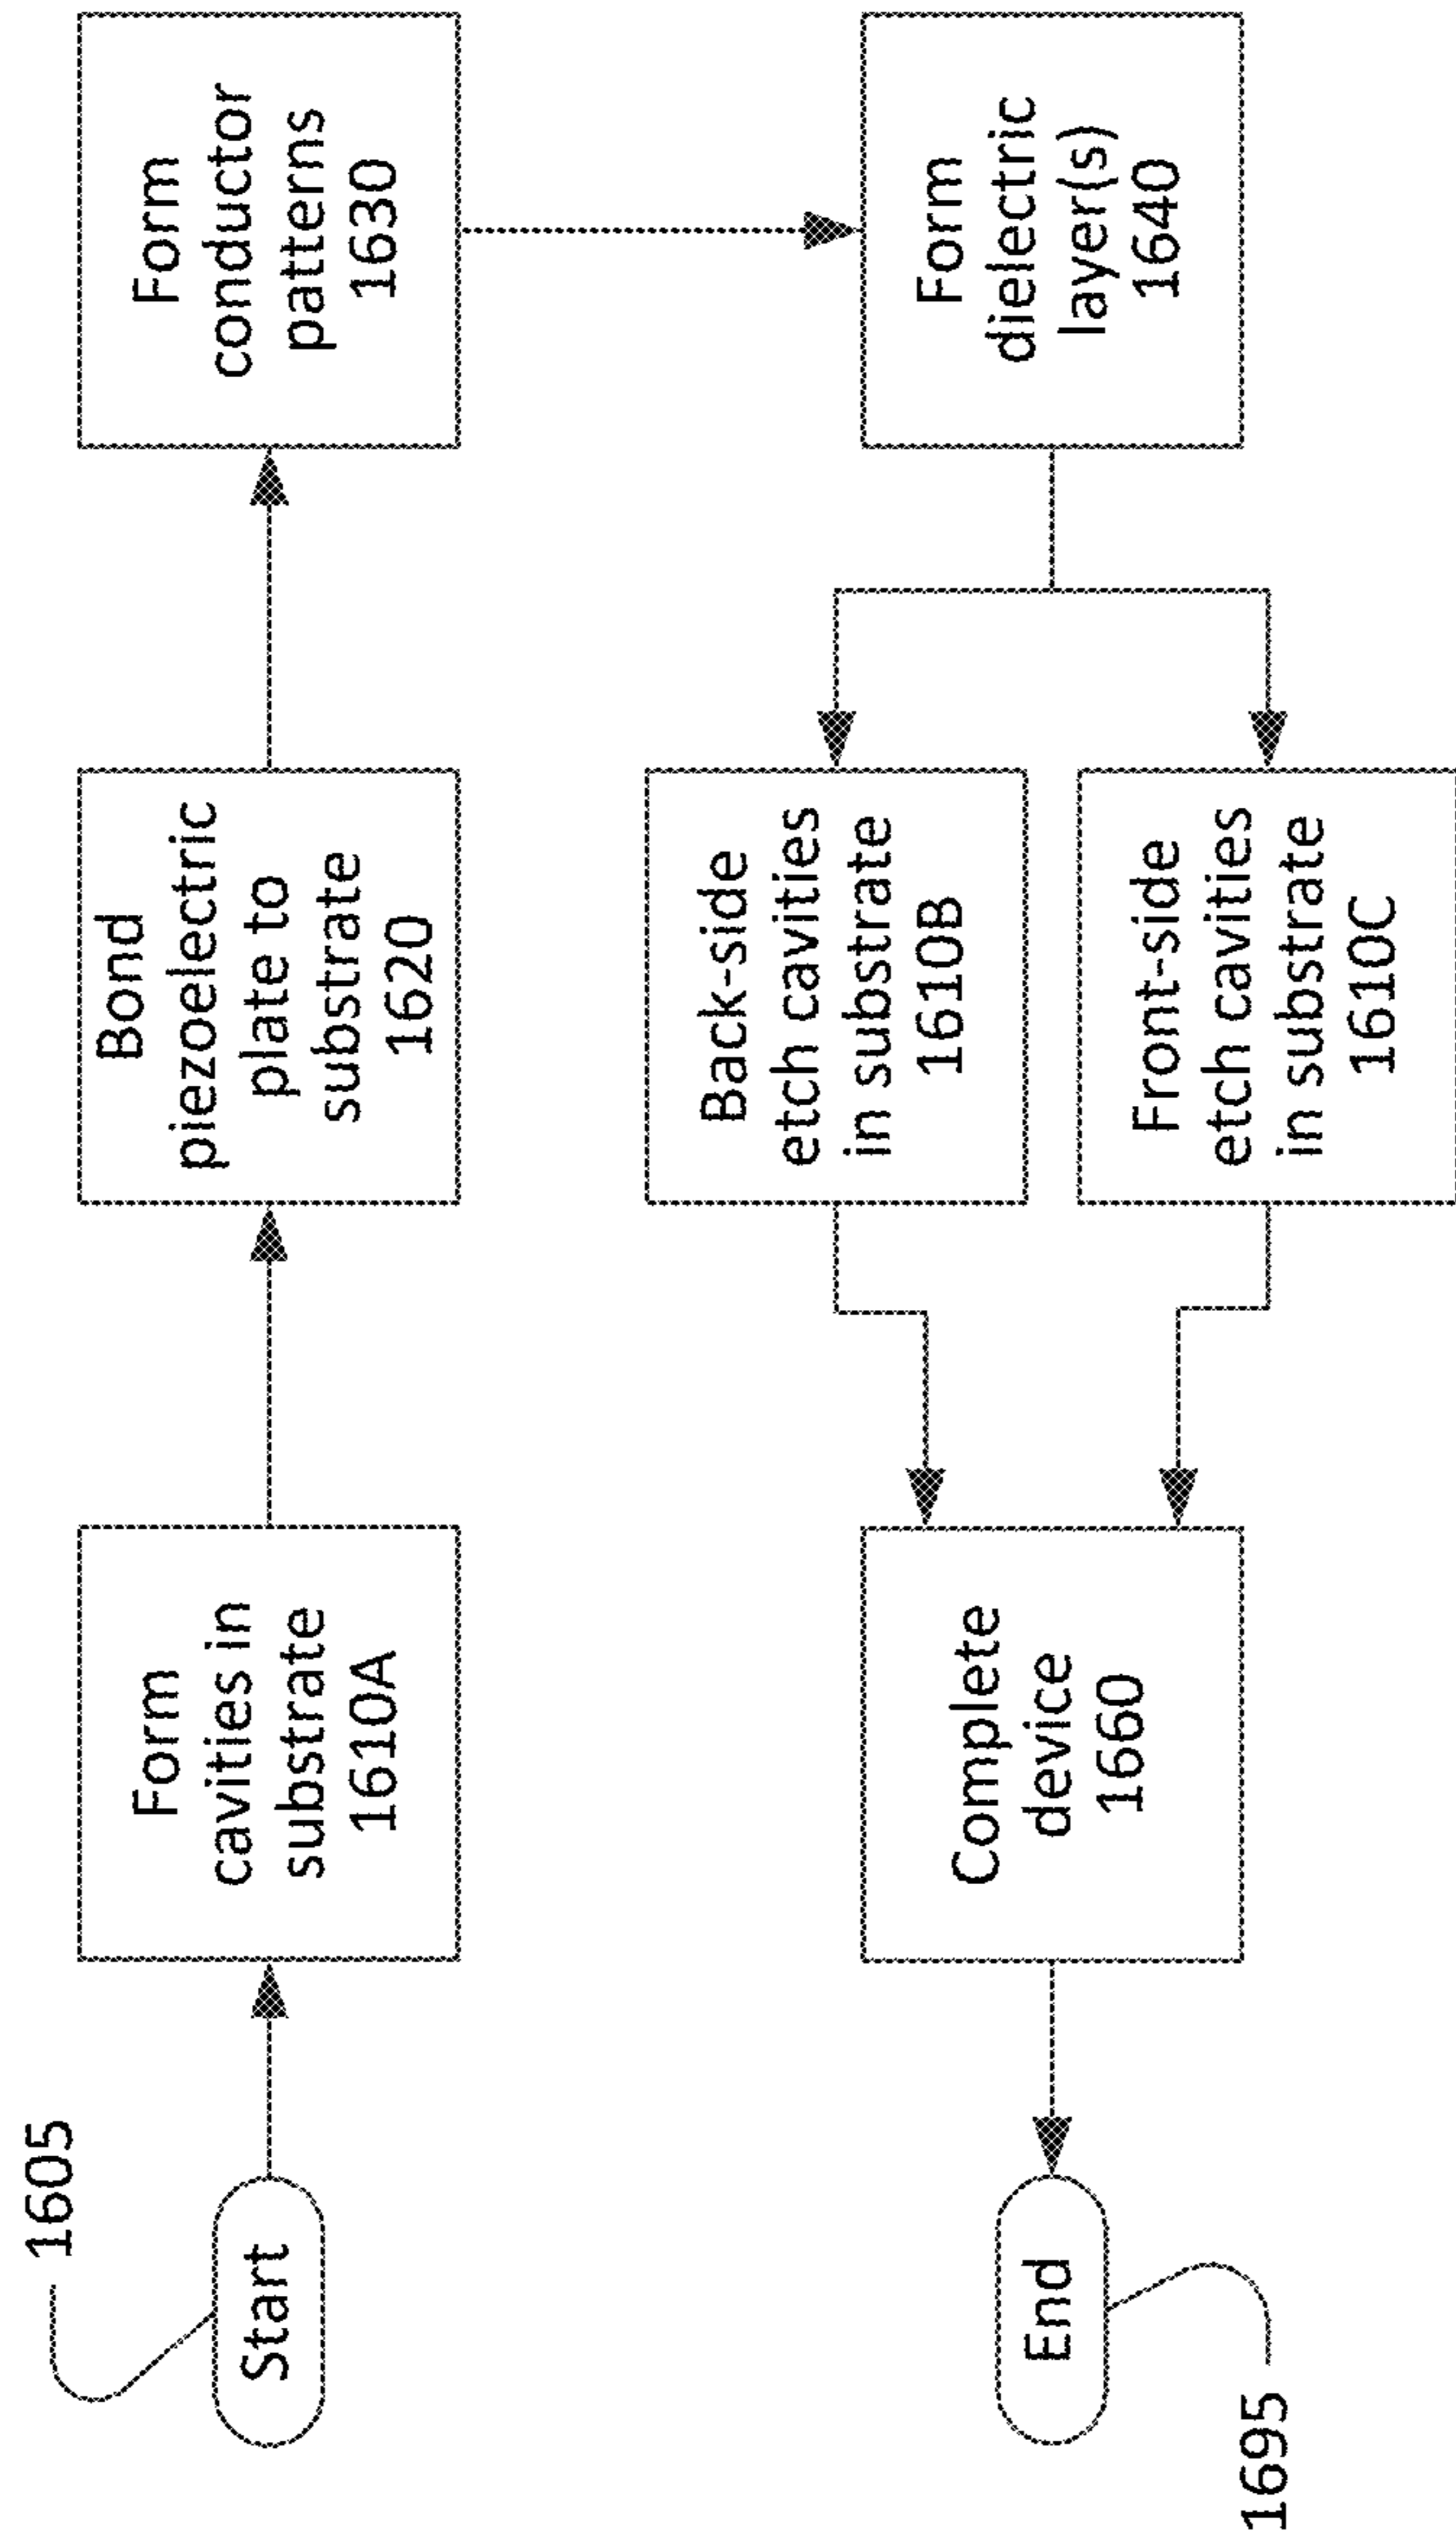 1605
Start
Form
cavities in
substrate
1610A
Bond
piezoelectric
plate to
substrate
1620
Form
conductor
patterns
1630
Form
dielectric
layer(s)
1640
Back-side
etch cavities
in substrate
1610B
Front-side
etch cavities
in substrate
1610C
Complete
device
1660
End
1695